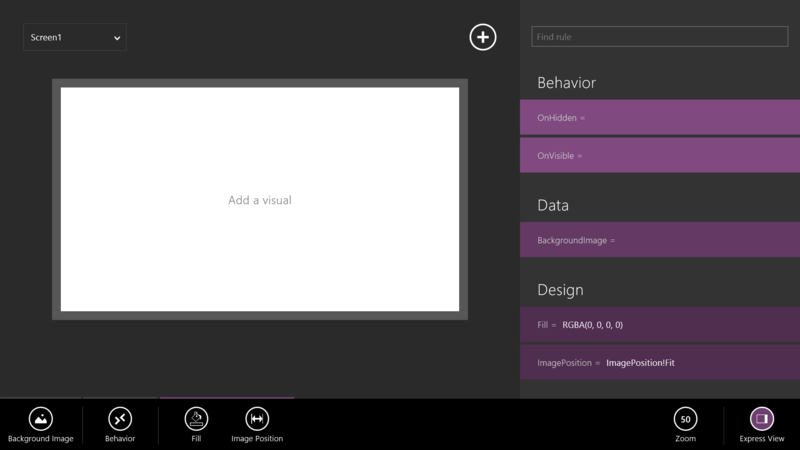 Screen1
Find rule
Add a visual
Behavior
OnHidden =
OnVisible =
Data
BackgroundImage =
Design
Fill = RGBA(0, 0, 0, 0)
ImagePosition = ImagePosition!Fit
Background Image
Behavior
Fill
Image Position
50
Zoom
Express View